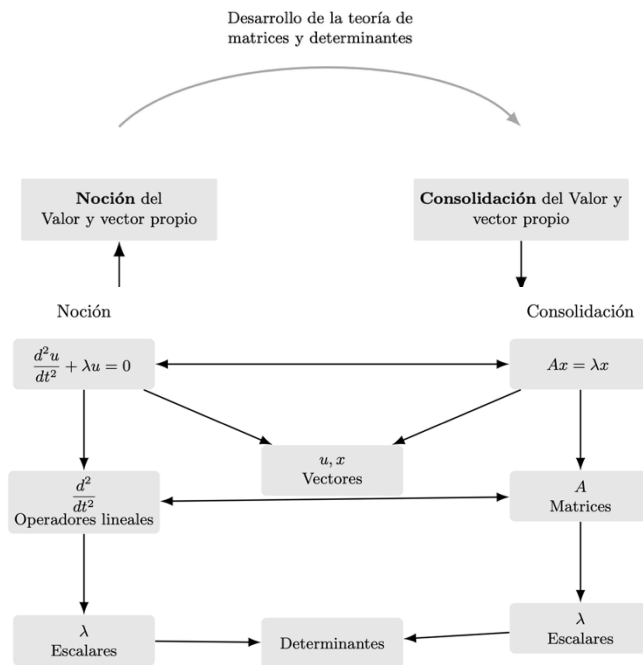 Desarrollo de la teoría de
matrices y determinantes
Noción del
Valor y vector propio
Consolidación del Valor y
vector propio
Noción
Consolidación
d²u/dt² + λu = 0
Ax = λx
u, x
Vectores
d²/dt²
Operadores lineales
A
Matrices
λ
Escalares
Determinantes
λ
Escalares